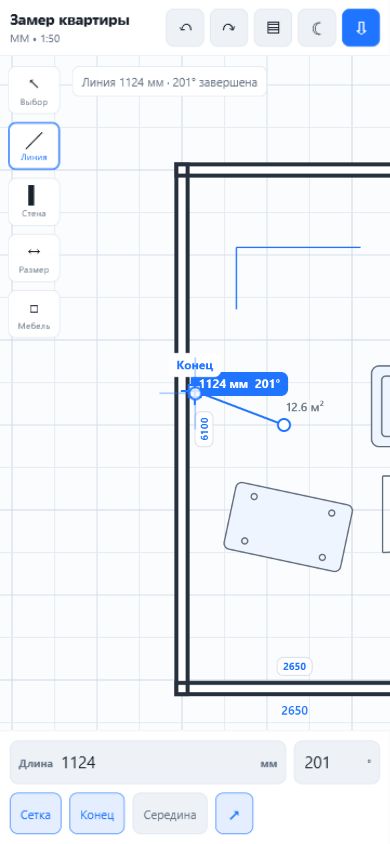 Замер квартиры
ММ • 1:50
Выбор
Линия 1124 мм · 201° завершена
Линия
Стена
Размер
Мебель
Конец
1124 мм 201°
12.6 м²
6100
2650
2650
Длина 1124 мм
201 °
Сетка
Конец
Середина